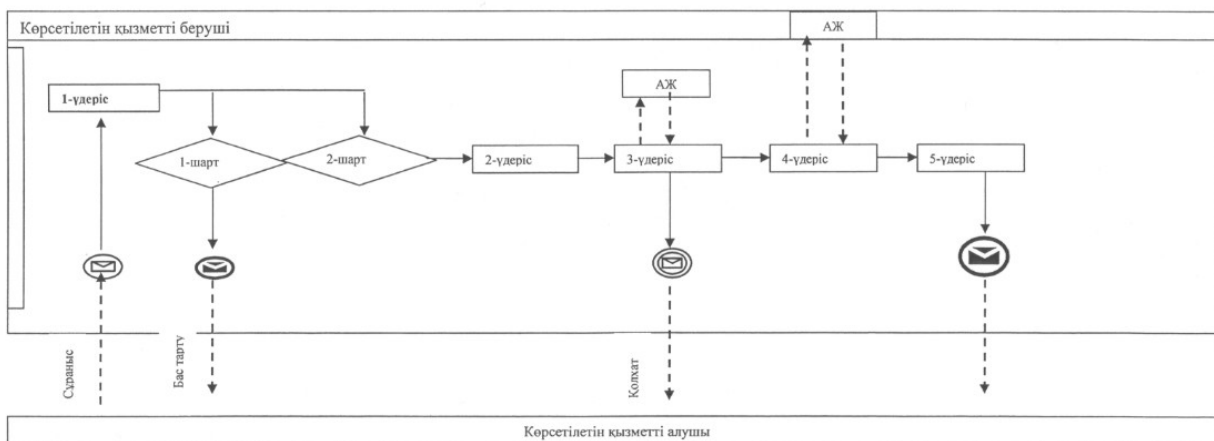 Көрсетілетін қызметті беруші
АЖ
АЖ
1-үдеріс
1-шарт
2-шарт
2-үдеріс
3-үдеріс
4-үдеріс
5-үдеріс
Сұраныс
Бас тарту
Қолхат
Көрсетілетін қызметті алушы